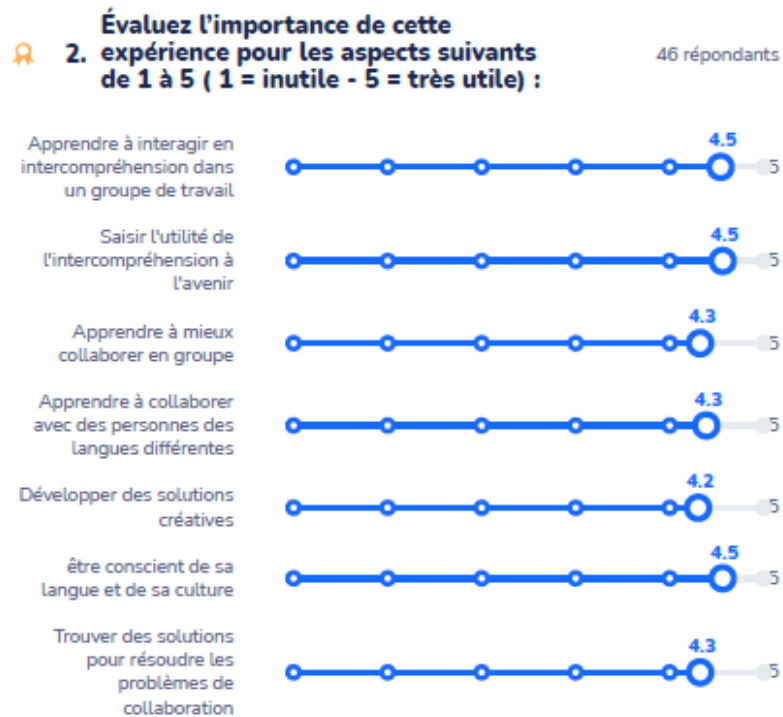 Évaluez l’importance de cette
2. expérience pour les aspects suivants
46 répondants
de 1 à 5 ( 1 = inutile - 5 = très utile) :
Apprendre à interagir en
intercompréhension dans
un groupe de travail
4.5
5
Saisir l'utilité de
l'intercompréhension à
l'avenir
4.5
5
Apprendre à mieux
collaborer en groupe
4.3
5
Apprendre à collaborer
avec des personnes des
langues différentes
4.3
5
Développer des solutions
créatives
4.2
5
être conscient de sa
langue et de sa culture
4.5
5
Trouver des solutions
pour résoudre les
problèmes de
collaboration
4.3
5